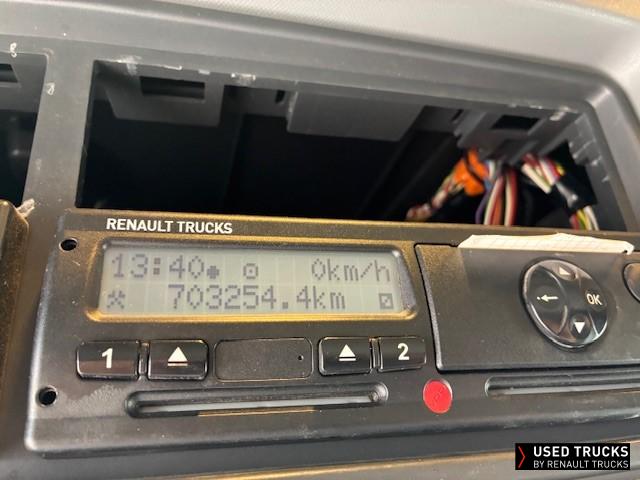 RENAULT TRUCKS
13:40 0km/h
703254.4km
1 2
OK
USED TRUCKS
BY RENAULT TRUCKS